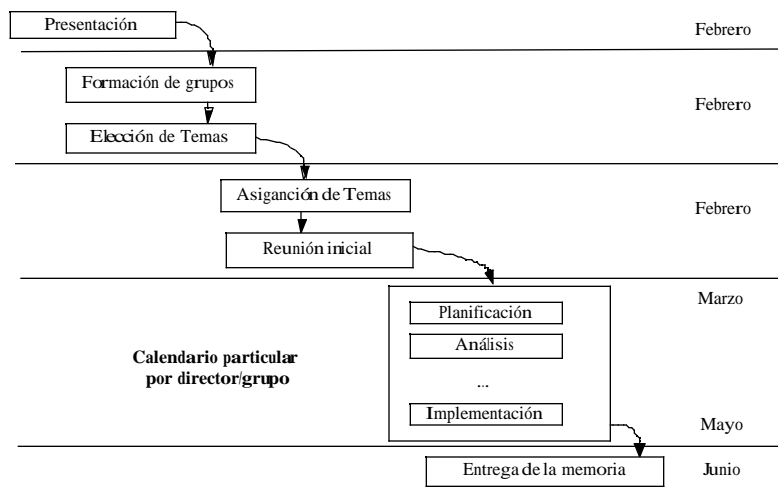 Presentación
Febrero
Formación de grupos
Febrero
Elección de Temas
Asigancón de Temas
Febrero
Reunión inicial
Marzo
Planificación
Análisis
Calendario particular
por director/grupo
...
Implementación
Mayo
Entrega de la memoria
Junio